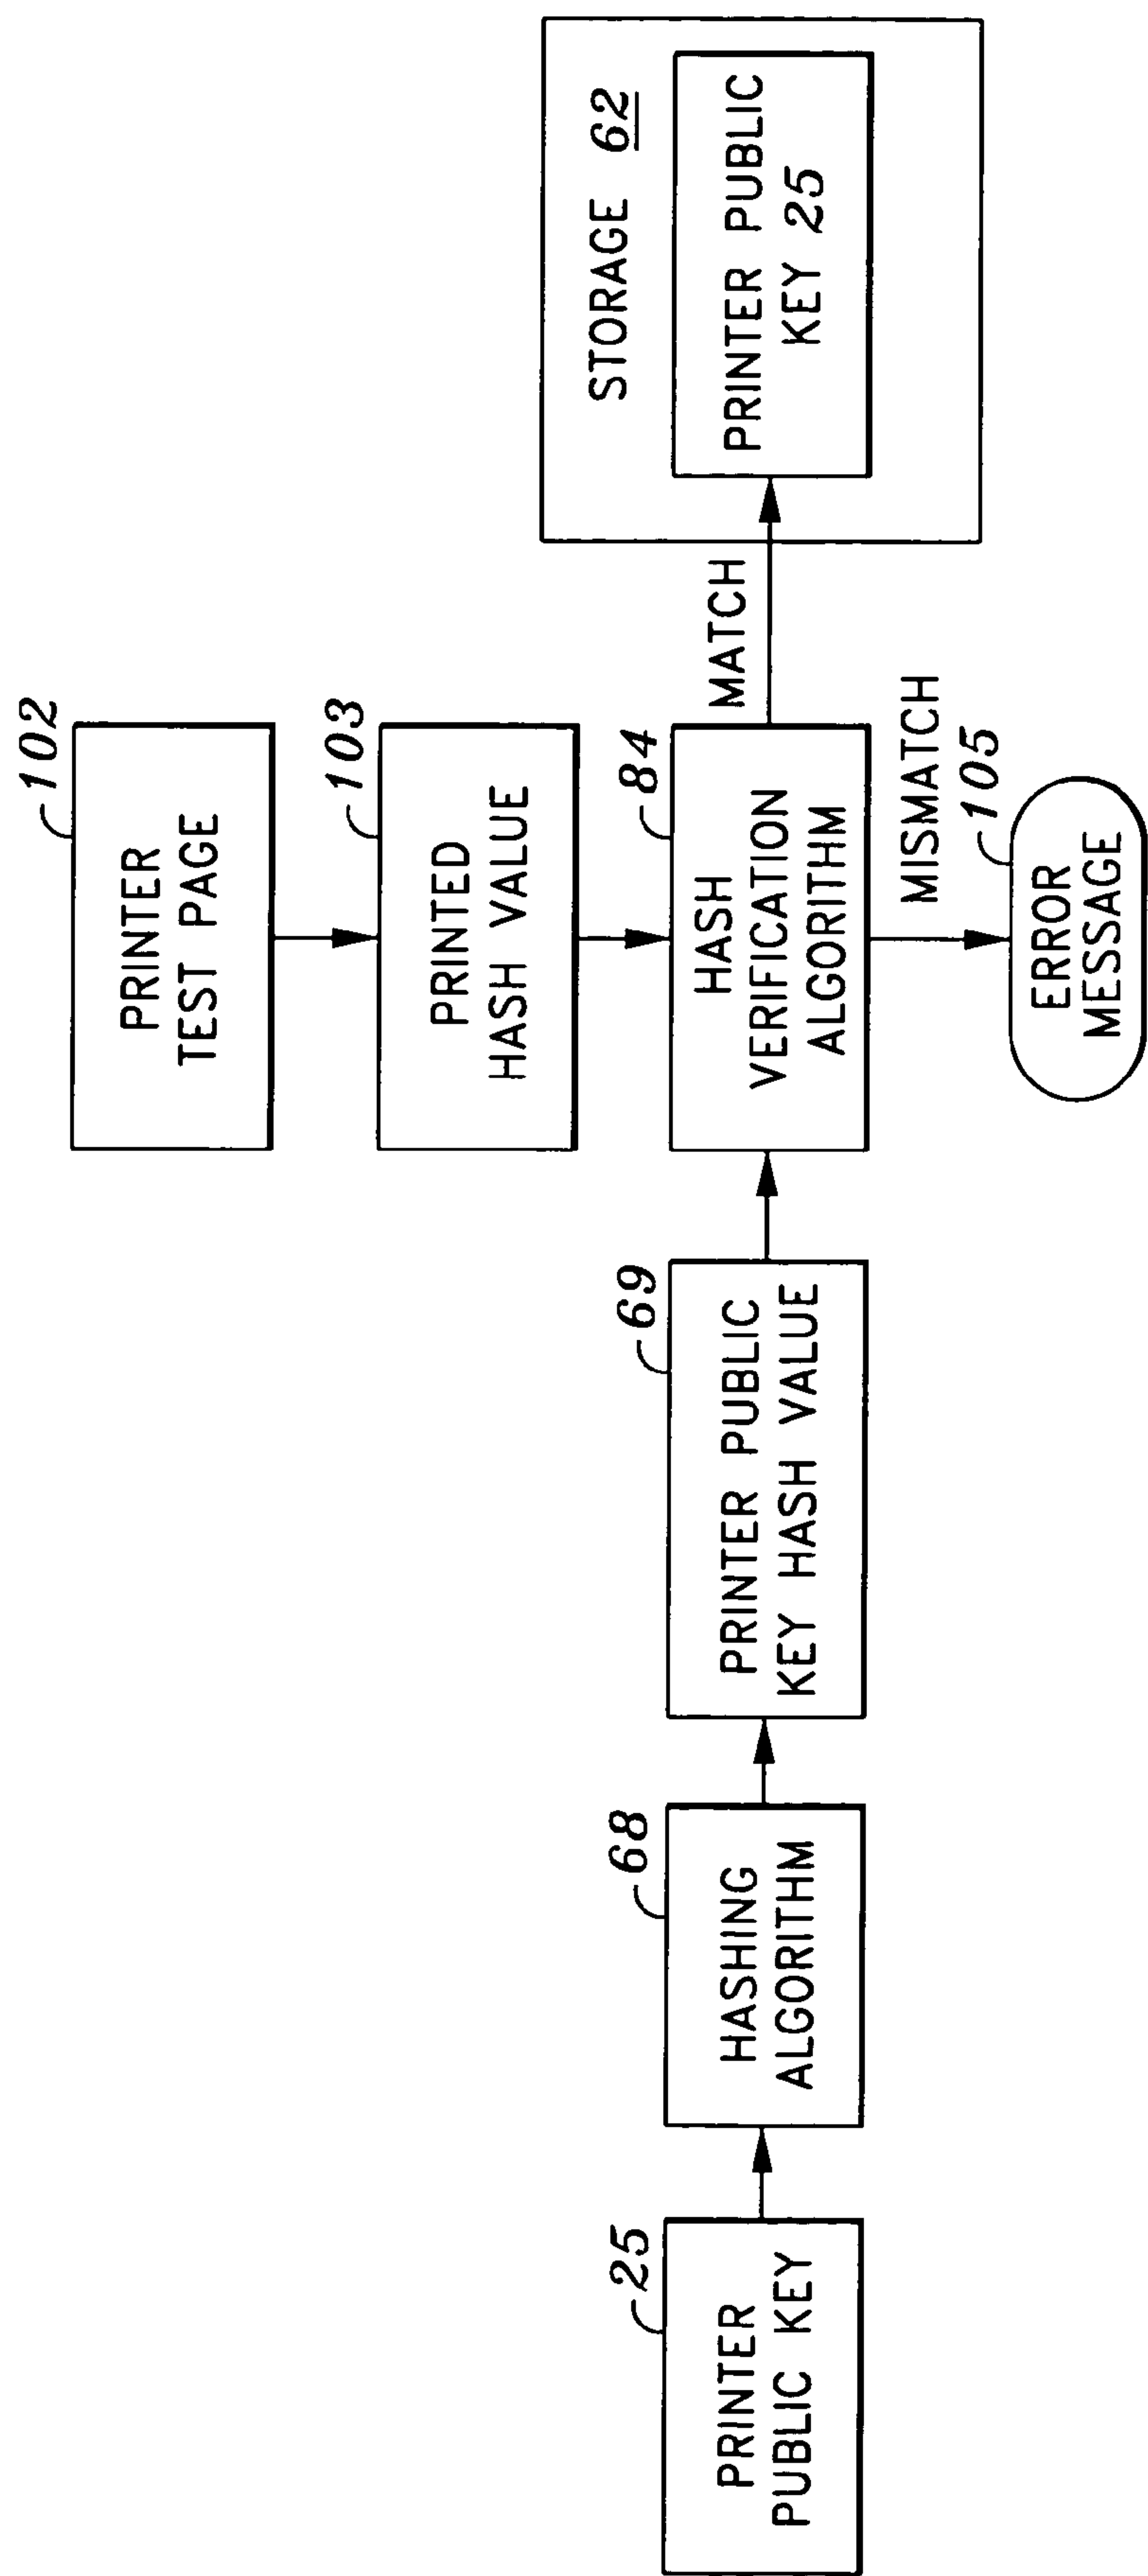 102
PRINTER
TEST PAGE
103
PRINTED
HASH VALUE
25
PRINTER
PUBLIC KEY
68
HASHING
ALGORITHM
69
PRINTER PUBLIC
KEY HASH VALUE
84
HASH
VERIFICATION
ALGORITHM
MATCH
STORAGE 62
PRINTER PUBLIC
KEY 25
MISMATCH
105
ERROR
MESSAGE